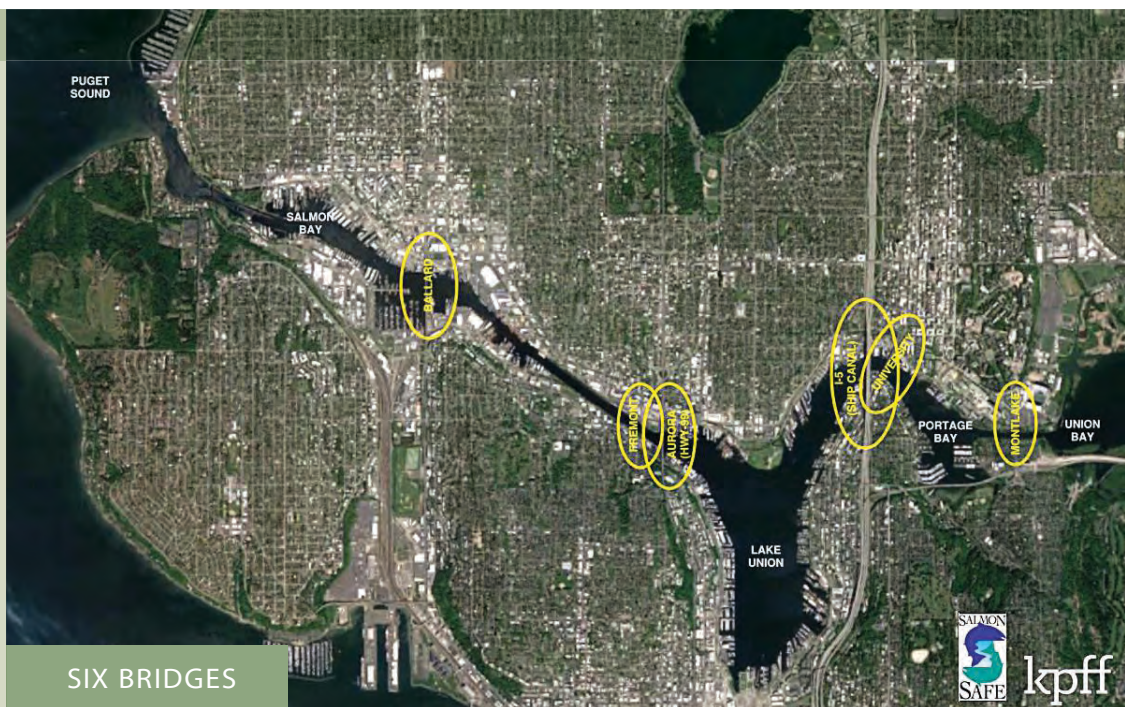 PUGET
SOUND
SALMON
BAY
BALLARD
FREMONT
AURORA
(HWY-99)
I-5
(SHIP CANAL)
UNIVERSITY
PORTAGE
BAY
MONTLAKE
UNION
BAY
LAKE
UNION
SIX BRIDGES
SALMON
SAFE
kpff